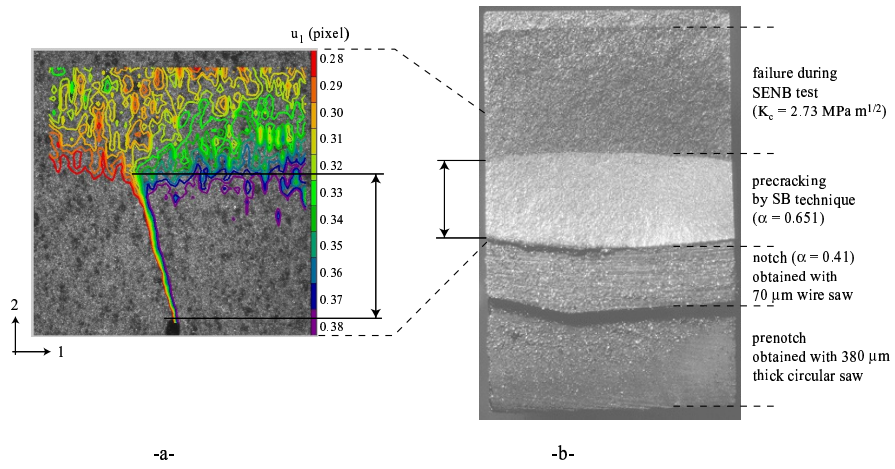 u1 (pixel)
0.28
0.29
0.30
0.31
0.32
0.33
0.34
0.35
0.36
0.37
0.38
2
1
-a-
failure during
SENB test
(Kc = 2.73 MPa m1/2)
precracking
by SB technique
(α = 0.651)
notch (α = 0.41)
obtained with
70 µm wire saw
prenotch
obtained with 380 µm
thick circular saw
-b-